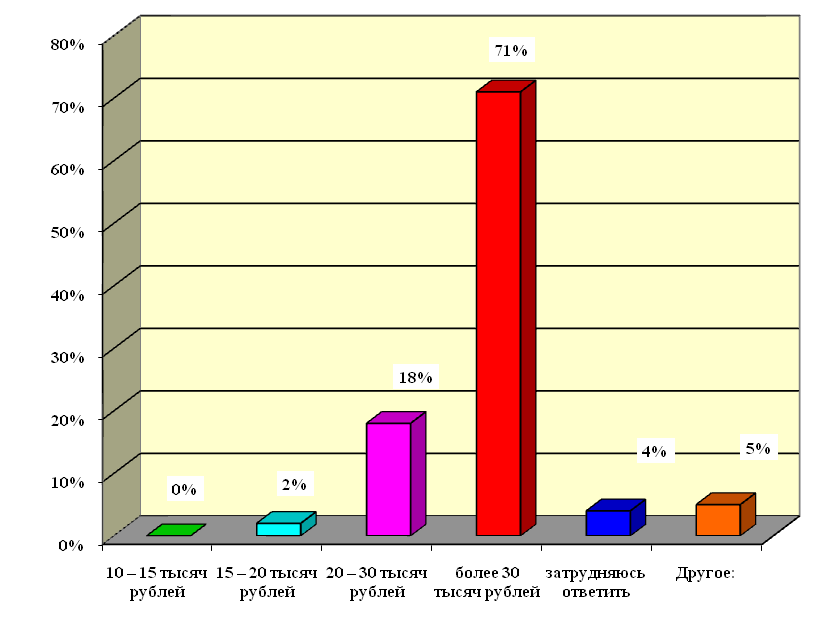 80%
70%
60%
50%
40%
30%
20%
10%
0%
0%
2%
18%
71%
4%
5%
10 – 15 тысяч
рублей
15 – 20 тысяч
рублей
20 – 30 тысяч
рублей
более 30
тысяч рублей
затрудняюсь
ответить
Другое: